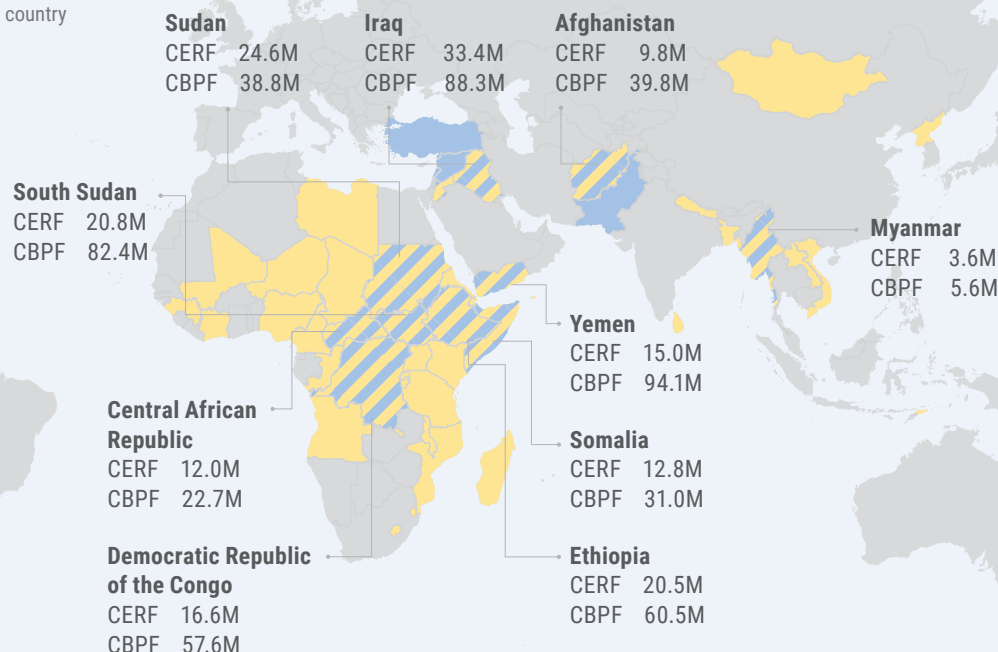 country
Sudan
CERF 24.6M
CBPF 38.8M
Iraq
CERF 33.4M
CBPF 88.3M
Afghanistan
CERF 9.8M
CBPF 39.8M
South Sudan
CERF 20.8M
CBPF 82.4M
Myanmar
CERF 3.6M
CBPF 5.6M
Yemen
CERF 15.0M
CBPF 94.1M
Central African
Republic
CERF 12.0M
CBPF 22.7M
Somalia
CERF 12.8M
CBPF 31.0M
Democratic Republic
of the Congo
CERF 16.6M
CBPF 57.6M
Ethiopia
CERF 20.5M
CBPF 60.5M